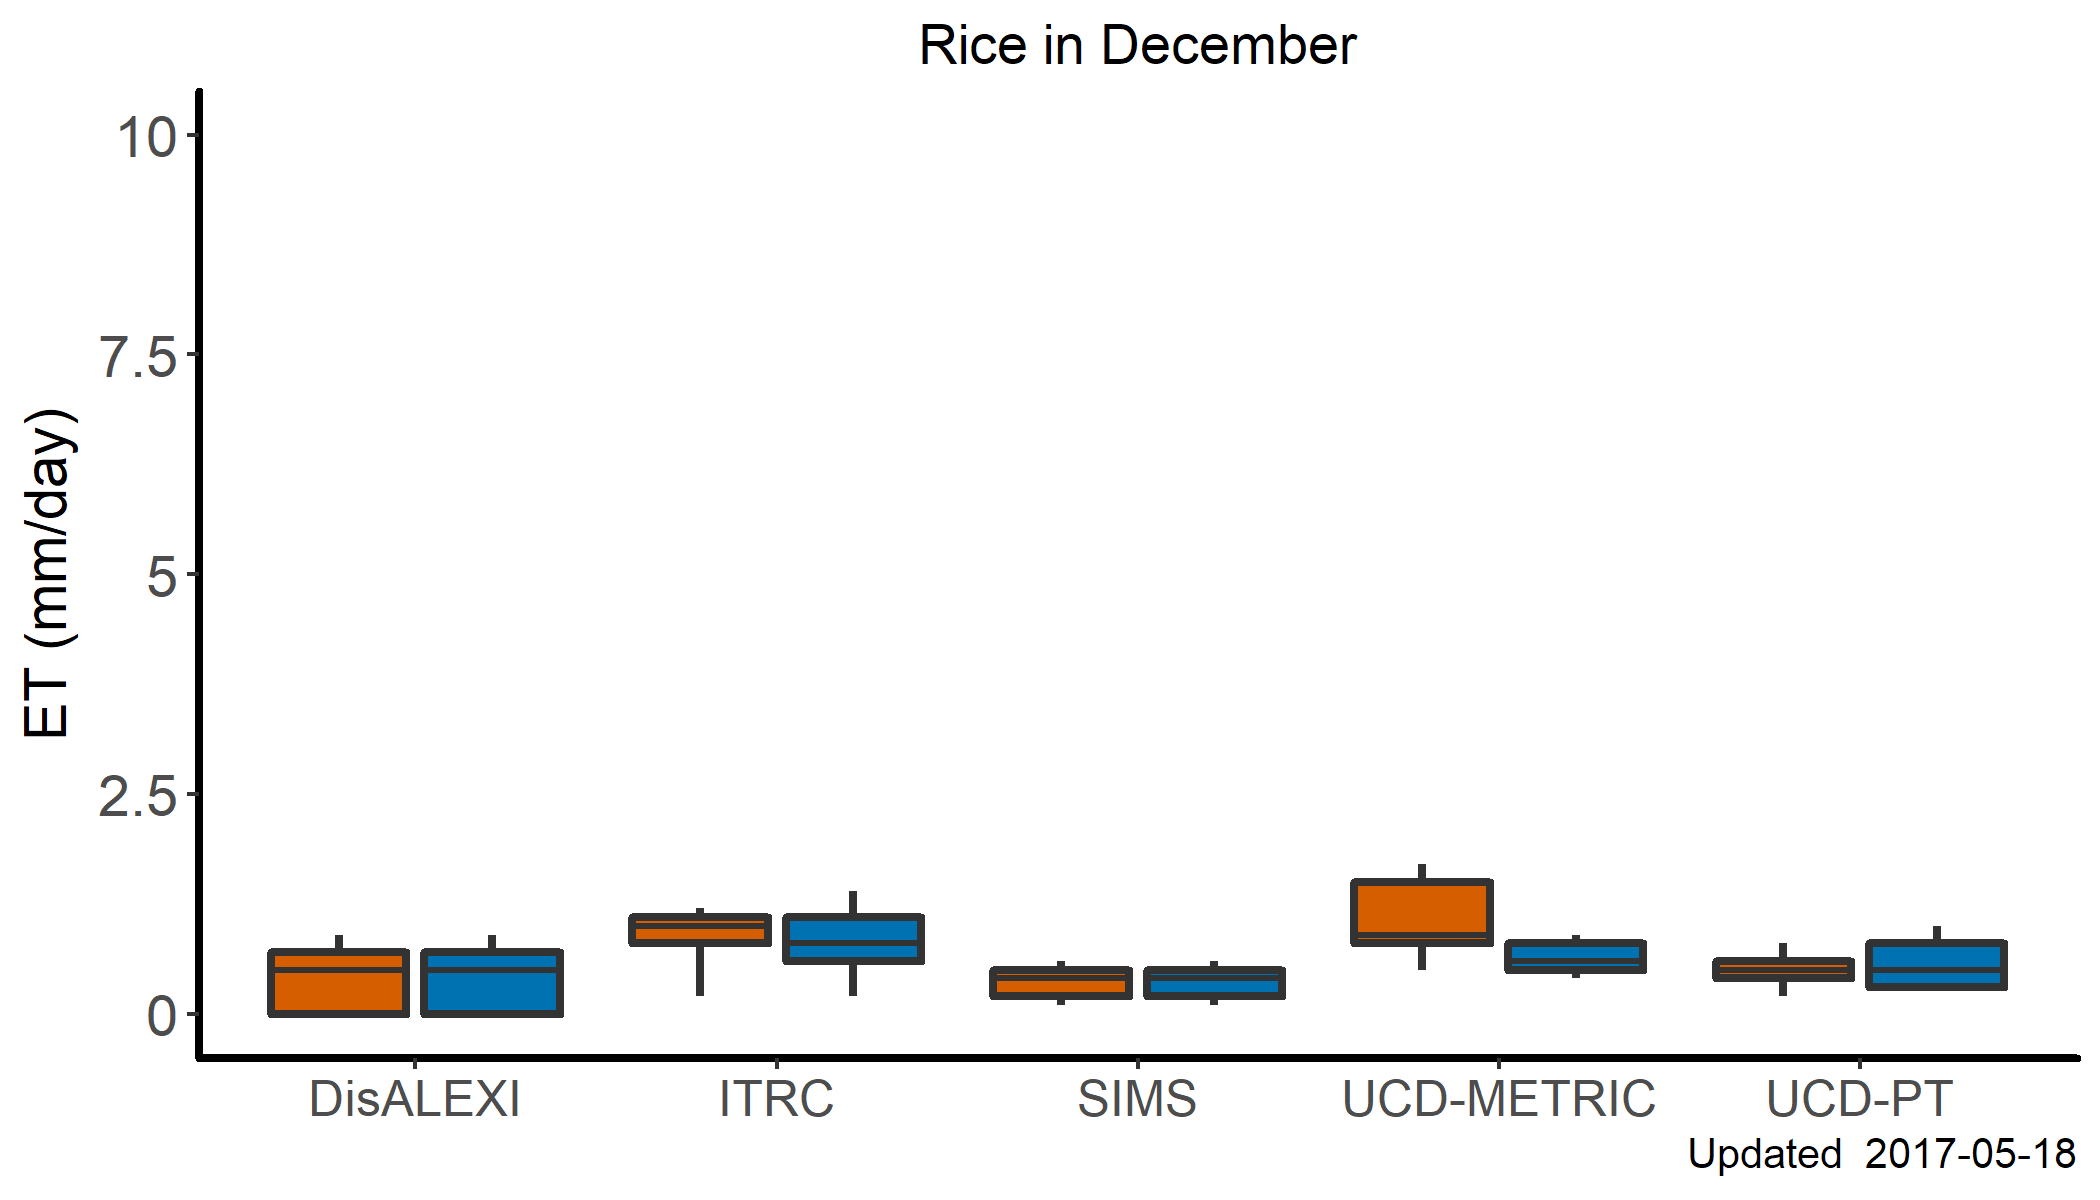 Rice in December
10
7.5
5
2.5
0
ET (mm/day)
DisALEXI ITRC SIMS UCD-METRIC UCD-PT
Updated  2017-05-18